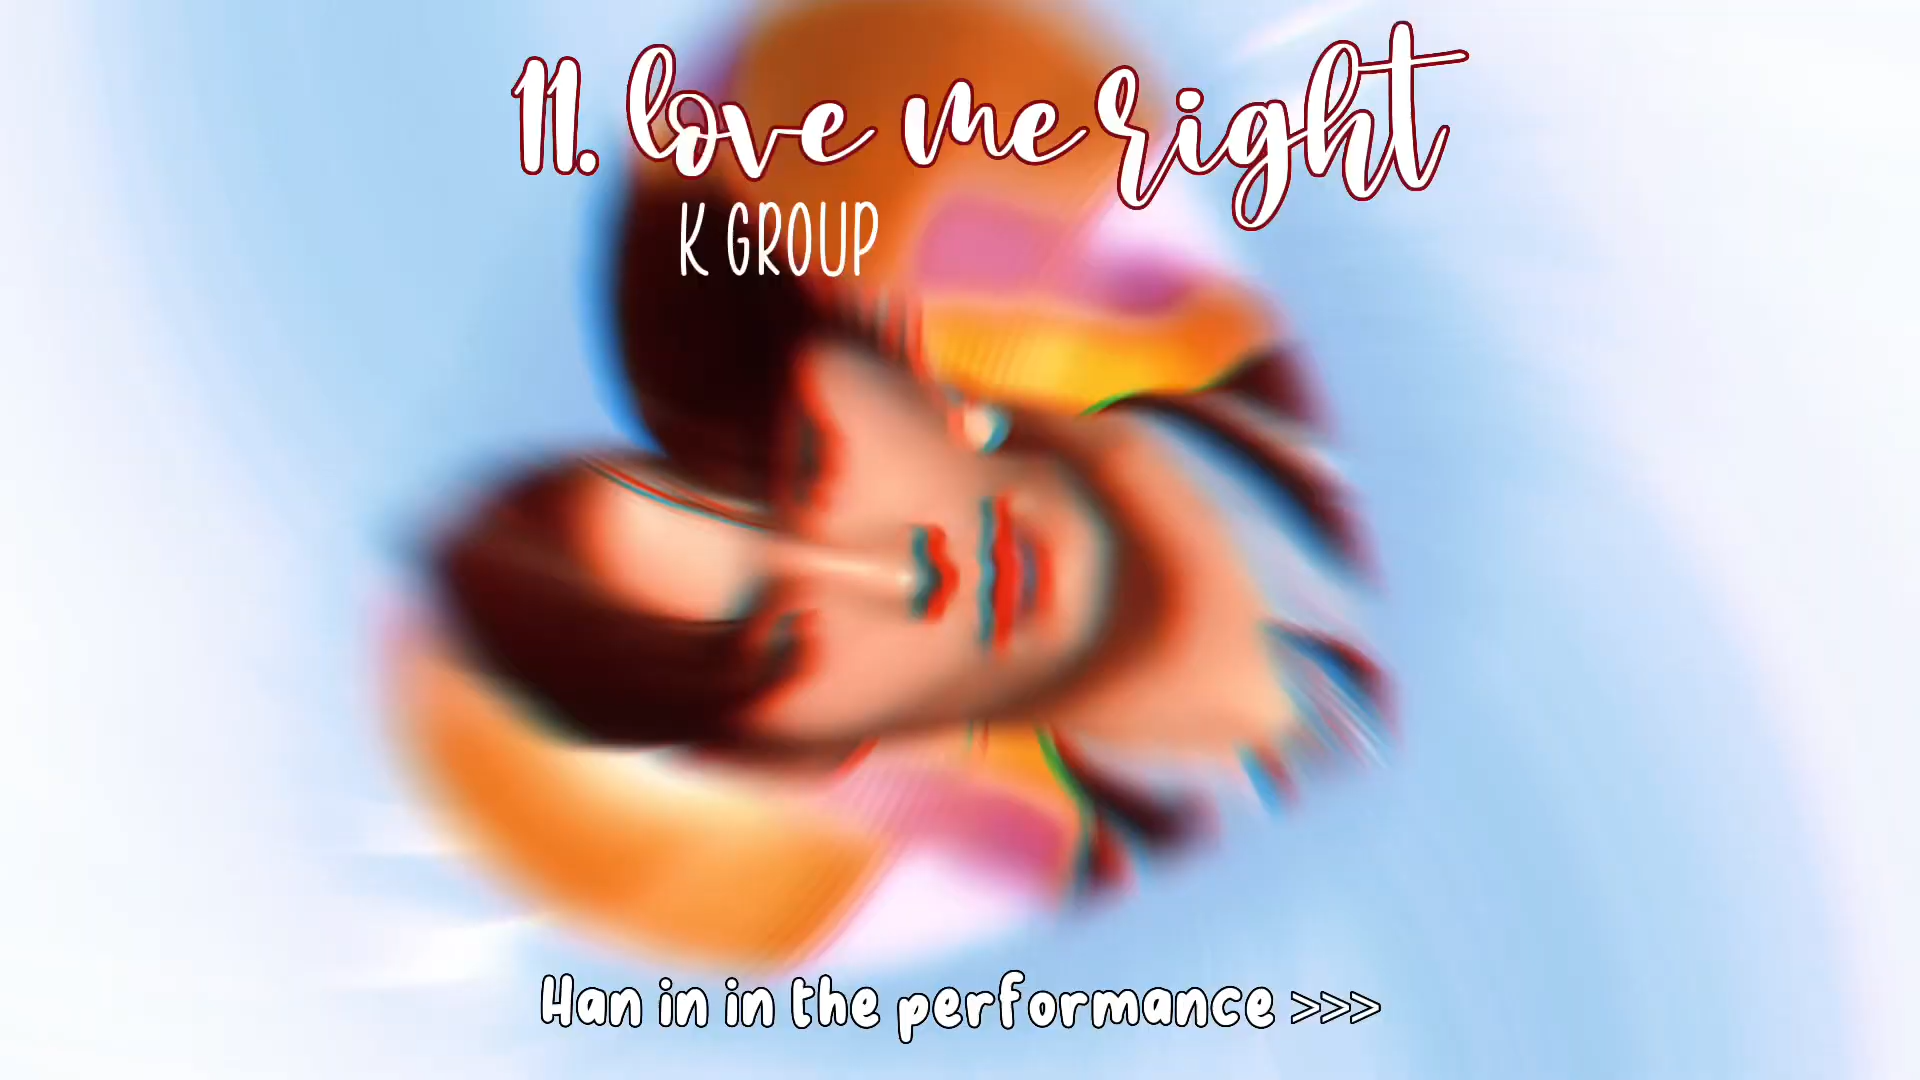 11. love me right
K GROUP
Han in in the performance >>>